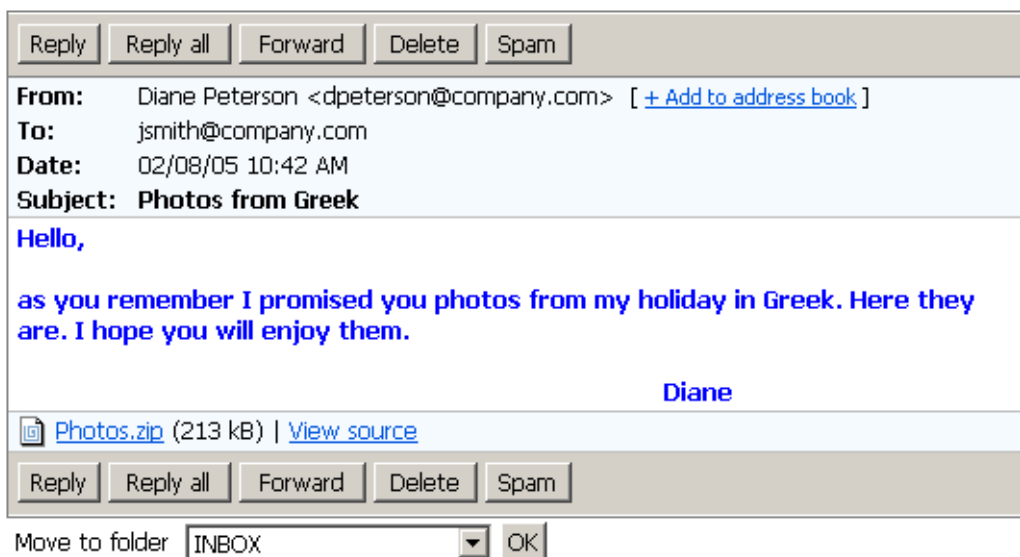 Reply Reply all Forward Delete Spam
From: Diane Peterson <dpeterson@company.com> [ + Add to address book ]
To: jsmith@company.com
Date: 02/08/05 10:42 AM
Subject: Photos from Greek
Hello,
as you remember I promised you photos from my holiday in Greek. Here they
are. I hope you will enjoy them.
Diane
Photos.zip (213 kB) | View source
Reply Reply all Forward Delete Spam
Move to folder INBOX OK